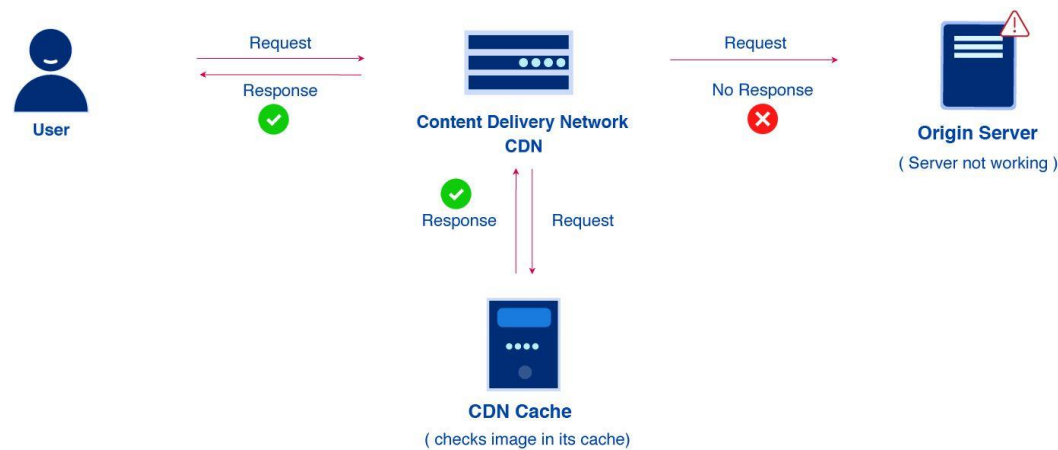 Request
Response
User
Content Delivery Network
CDN
Request
No Response
Origin Server
( Server not working )
Response
Request
CDN Cache
( checks image in its cache)